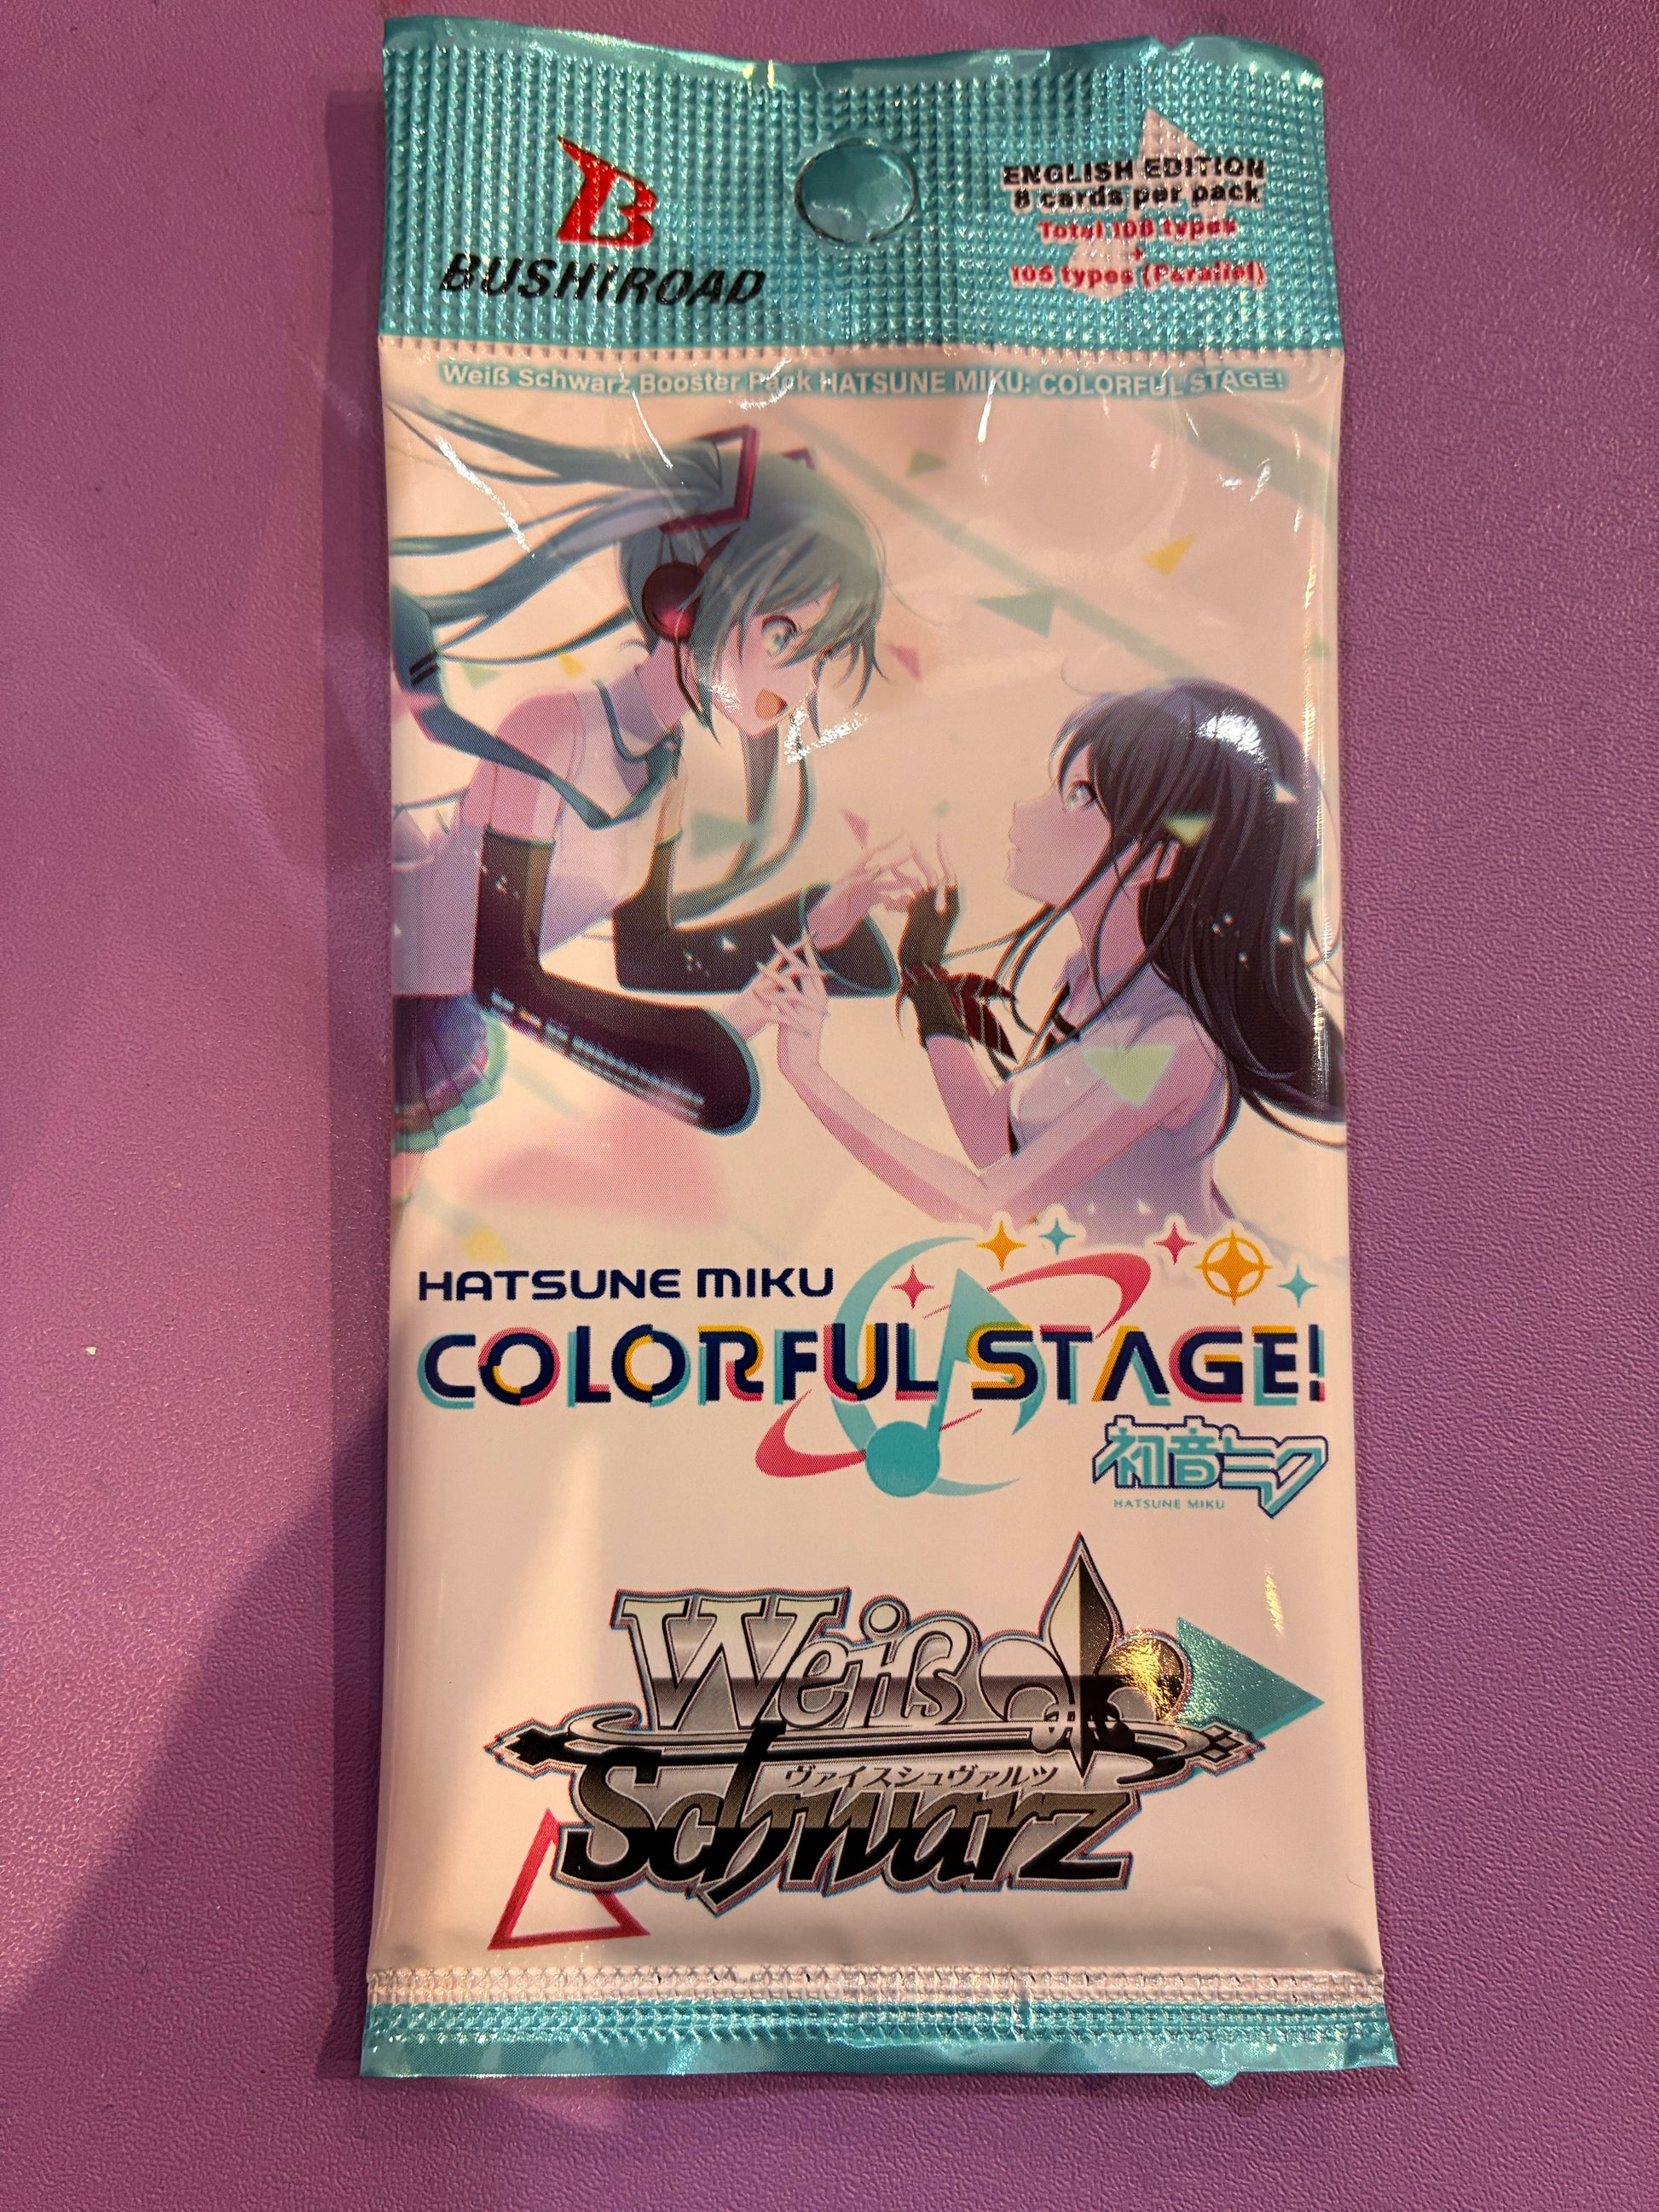 B
BUSHIROAD
ENGLISH EDITION
8 cards per pack
Total 108 types
+
105 types (Parallel)
Weiß Schwarz Booster Pack HATSUNE MIKU: COLORFUL STAGE!
HATSUNE MIKU
COLORFUL STAGE!
初音ミク
HATSUNE MIKU
Weiß
ヴァイスシュヴァルツ
Schwarz